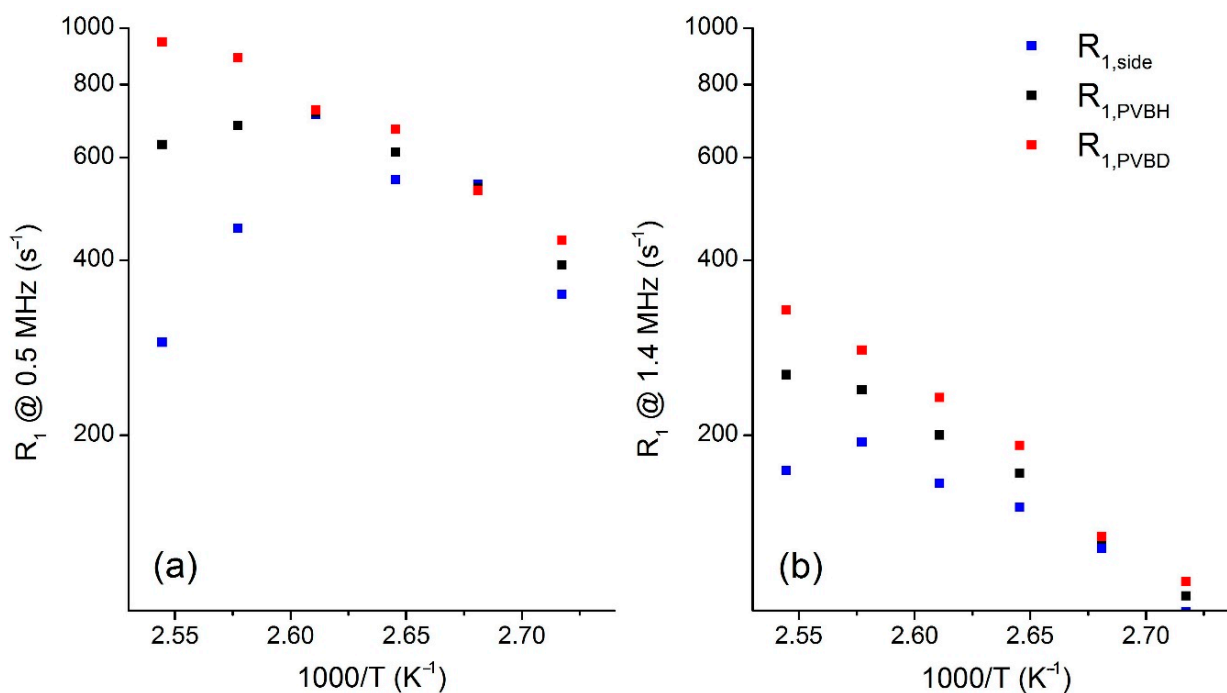 1000
800
600
400
200
R₁ @ 0.5 MHz (s⁻¹)
(a)
2.55 2.60 2.65 2.70
1000/T (K⁻¹)
1000
800
600
400
200
R₁ @ 1.4 MHz (s⁻¹)
R₁,side
R₁,PVBH
R₁,PVBD
(b)
2.55 2.60 2.65 2.70
1000/T (K⁻¹)